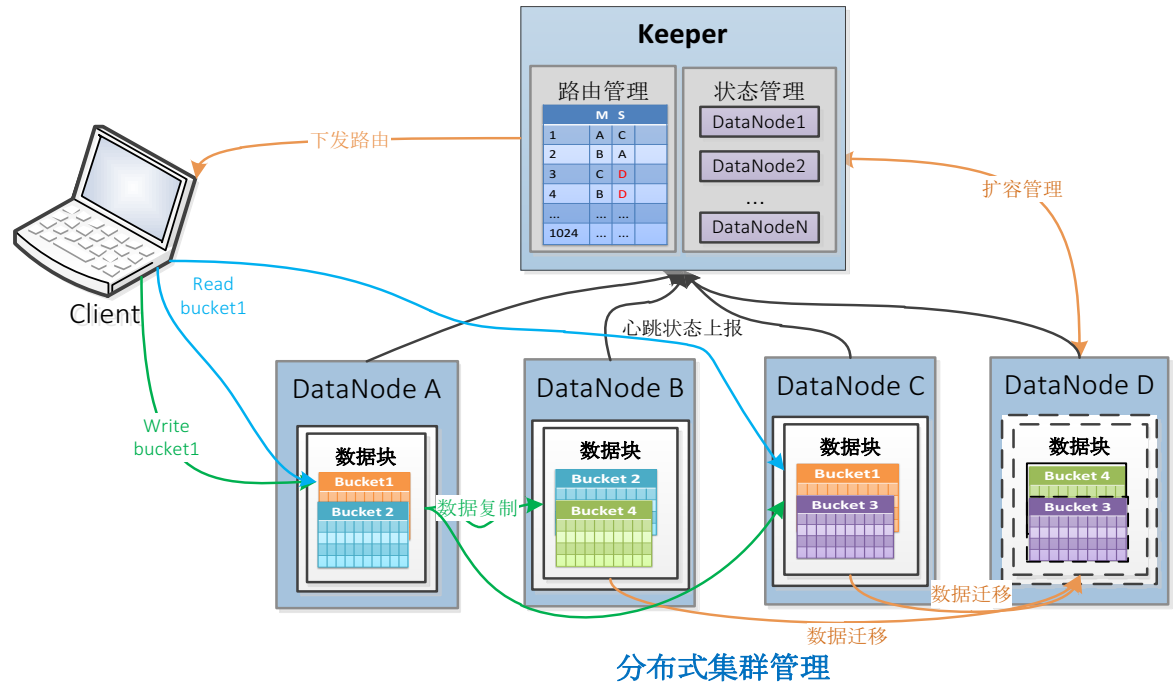 Keeper
路由管理
M S
1 A C
2 B A
3 C D
4 B D
... ... ...
1024 ... ...
状态管理
DataNode1
DataNode2
...
DataNodeN
下发路由
扩容管理
Client
Read
bucket1
Write
bucket1
心跳状态上报
DataNode A
数据块
Bucket1
Bucket 2
数据复制
DataNode B
数据块
Bucket 2
Bucket 4
DataNode C
数据块
Bucket1
Bucket 3
DataNode D
数据块
Bucket 4
Bucket 3
数据迁移
数据迁移
分布式集群管理